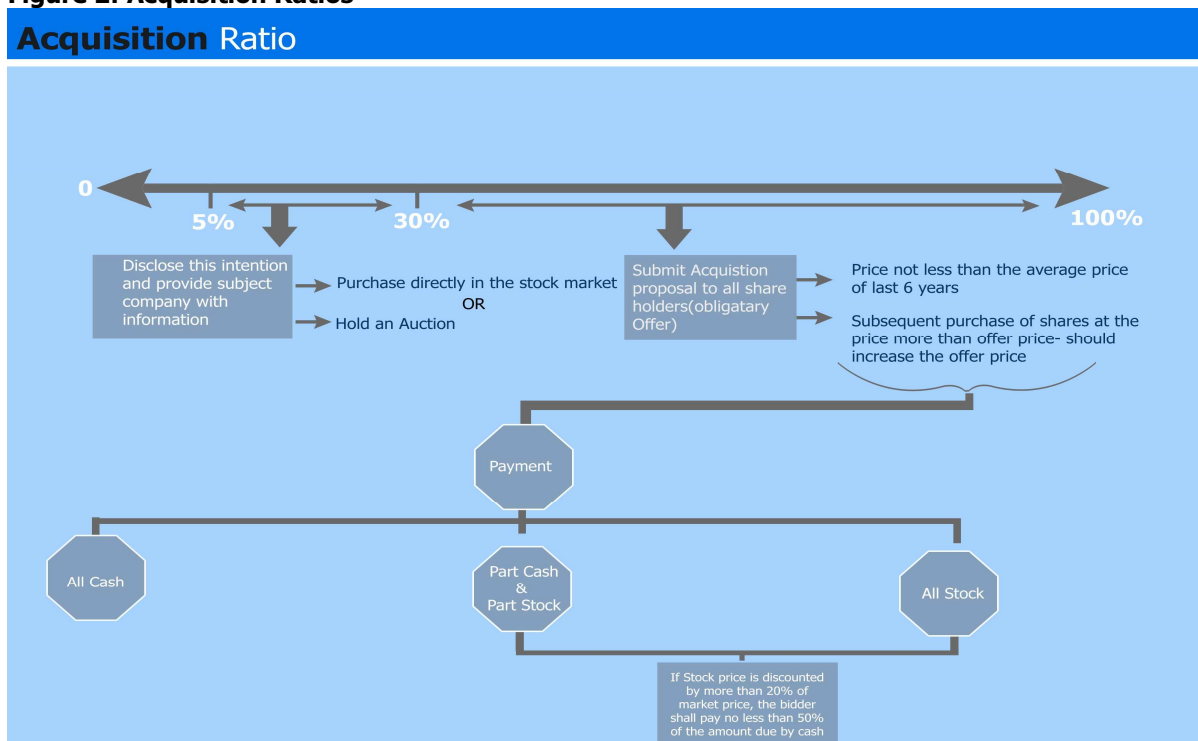 Figure 2: Acquisition Ratios
Acquisition Ratio
0
5%
30%
100%
Disclose this intention
and provide subject
company with
information
Purchase directly in the stock market
OR
Hold an Auction
Submit Acquistion
proposal to all share
holders(obligatary
Offer)
Price not less than the average price
of last 6 years
Subsequent purchase of shares at the
price more than offer price- should
increase the offer price
Payment
All Cash
Part Cash
&
Part Stock
All Stock
If Stock price is discounted
by more than 20% of
market price, the bidder
shall pay no less than 50%
of the amount due by cash